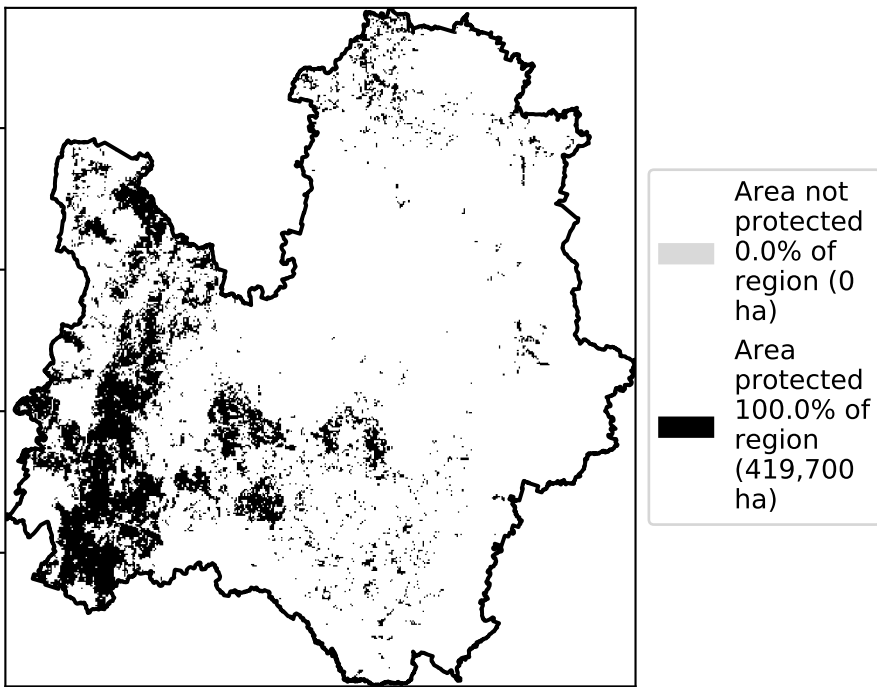 Area not
protected
0.0% of
region (0
ha)
Area
protected
100.0% of
region
(419,700
ha)